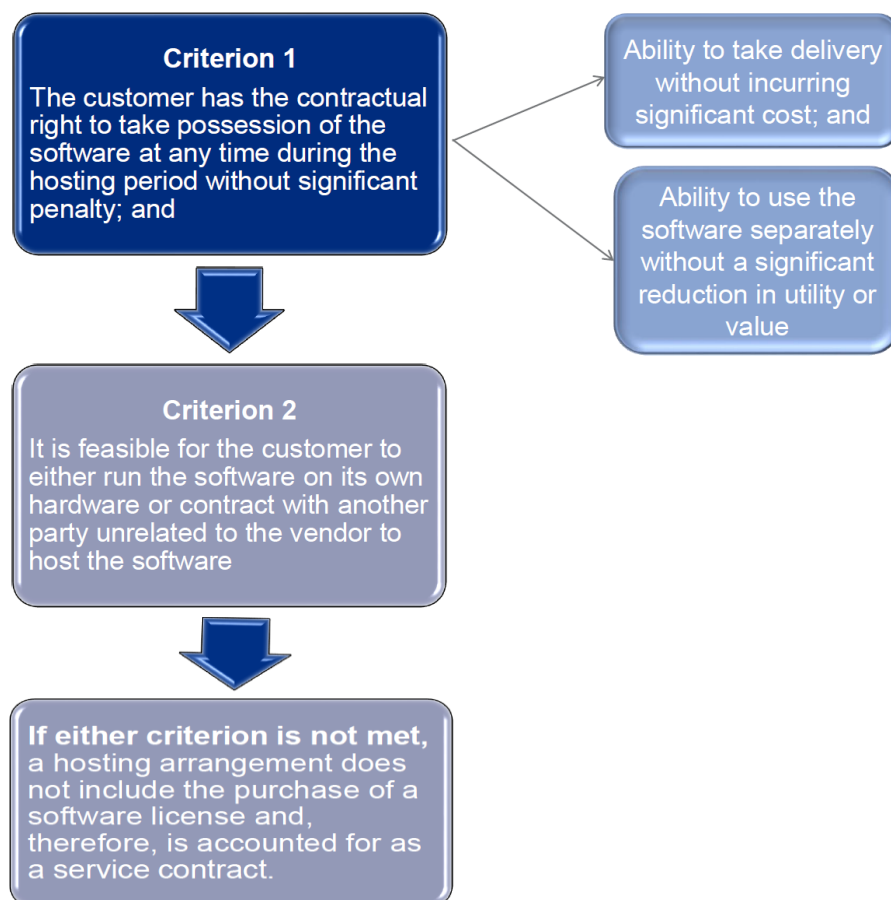 Criterion 1
The customer has the contractual
right to take possession of the
software at any time during the
hosting period without significant
penalty; and
Ability to take delivery
without incurring
significant cost; and
Ability to use the
software separately
without a significant
reduction in utility or
value
Criterion 2
It is feasible for the customer to
either run the software on its own
hardware or contract with another
party unrelated to the vendor to
host the software
If either criterion is not met,
a hosting arrangement does
not include the purchase of a
software license and,
therefore, is accounted for as
a service contract.